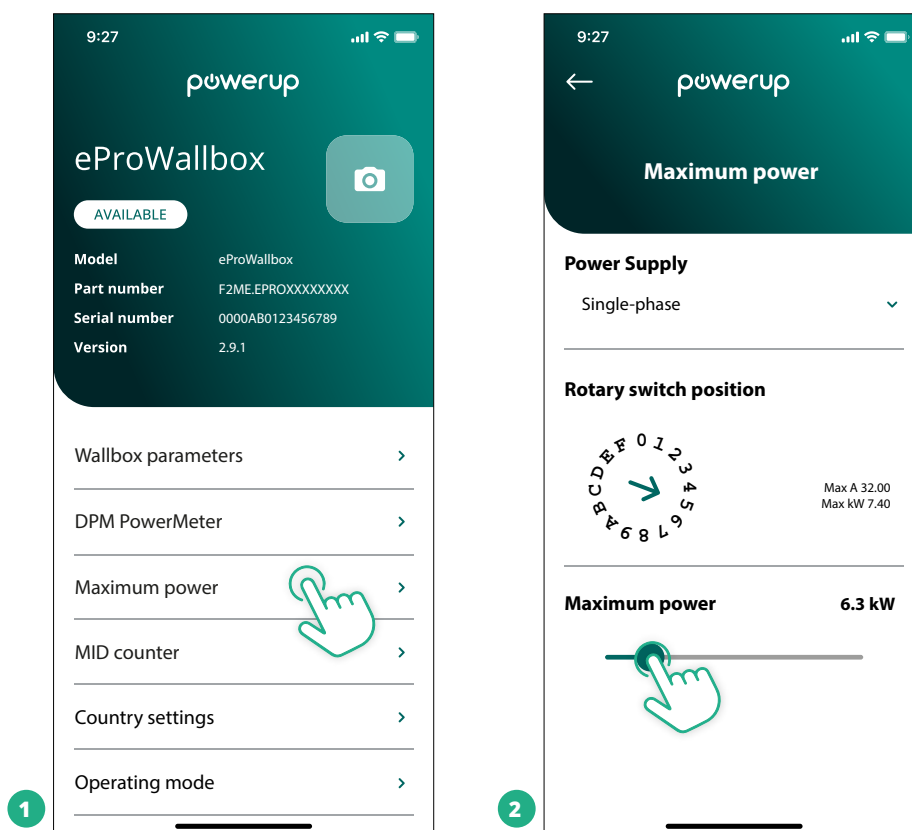 9:27
powerup
eProWallbox
AVAILABLE
Model eProWallbox
Part number F2ME.EPROXXXXXXXX
Serial number 0000AB0123456789
Version 2.9.1
Wallbox parameters
DPM PowerMeter
Maximum power
MID counter
Country settings
Operating mode
1
9:27
powerup
Maximum power
Power Supply
Single-phase
Rotary switch position
0 1 2 3 4 5 6 7 8 9 A B C D E F
Max A 32.00
Max kW 7.40
Maximum power 6.3 kW
2